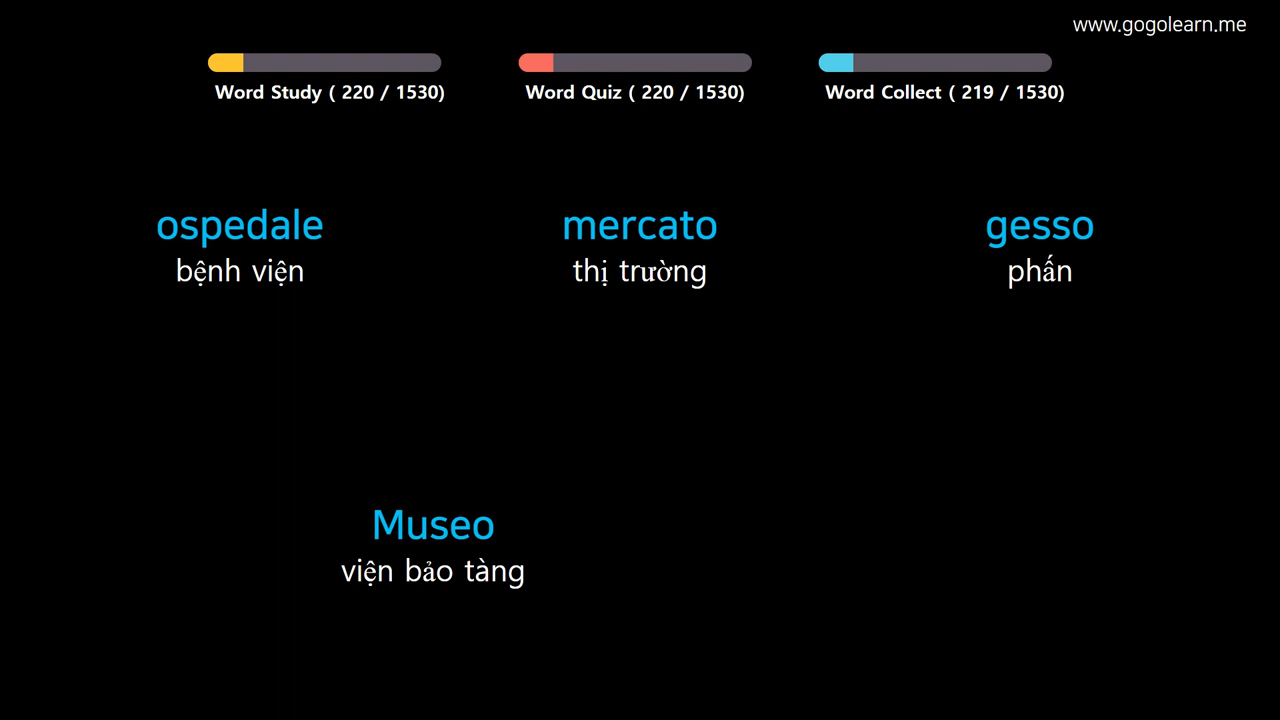 www.gogolearn.me
Word Study ( 220 / 1530)
Word Quiz ( 220 / 1530)
Word Collect ( 219 / 1530)
ospedale
bệnh viện
mercato
thị trường
gesso
phấn
Museo
viện bảo tàng